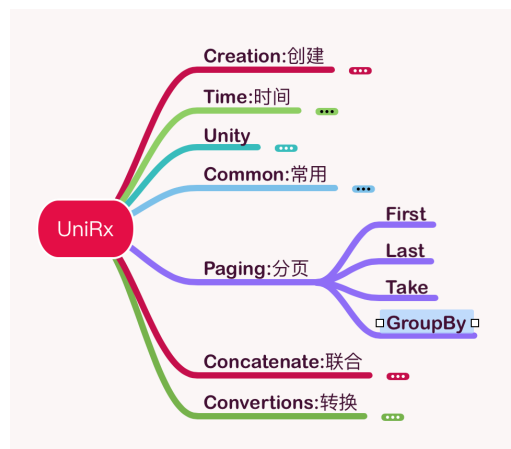 Creation:创建
Time:时间
Unity
Common:常用
UniRx
First
Last
Paging:分页
Take
GroupBy
Concatenate:联合
Convertions:转换